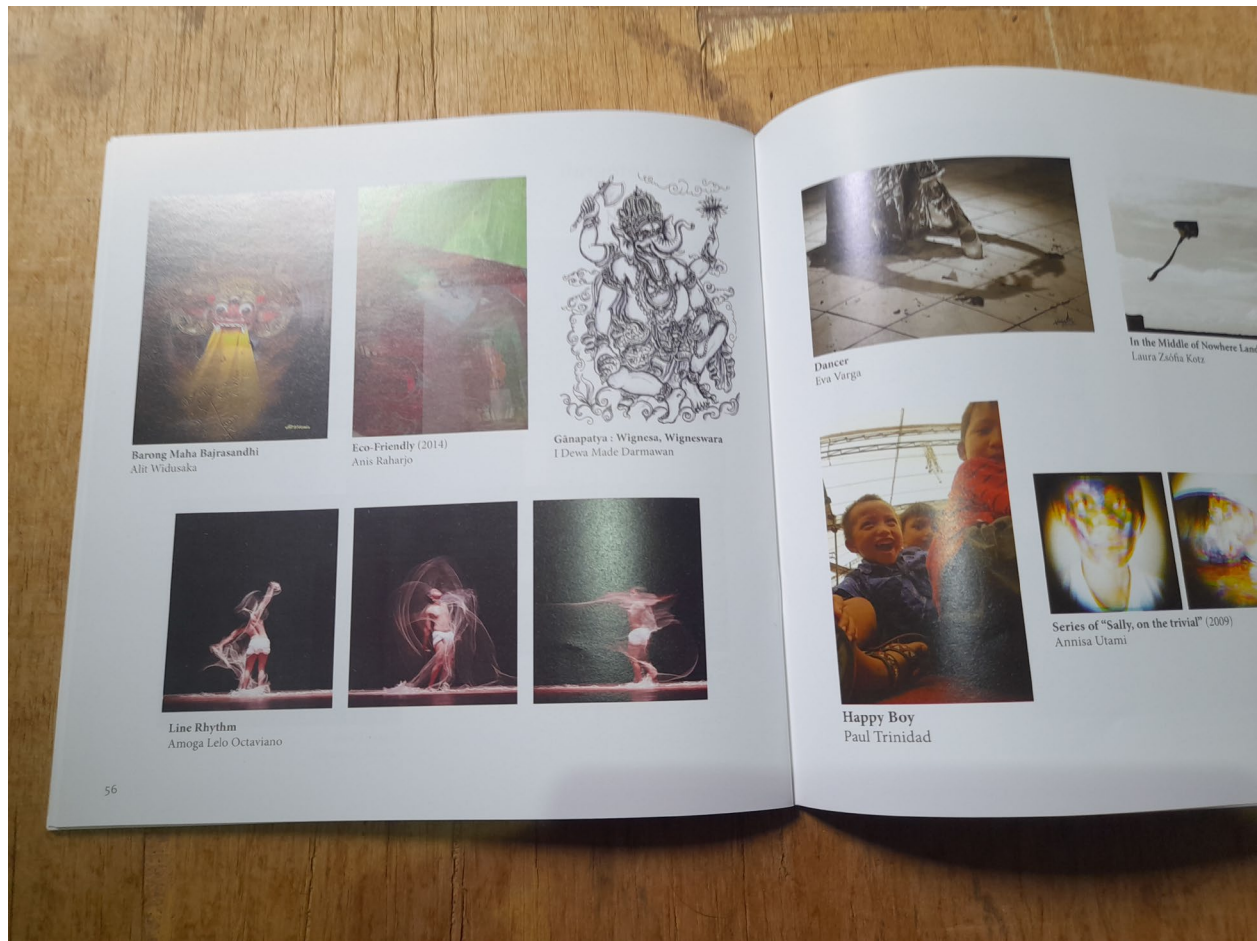 Barong Maha Bajrasandhi
Alit Widusaka
Eco-Friendly (2014)
Anis Raharjo
Gânapatya : Wignesa, Wigneswara
I Dewa Made Darmawan
Line Rhythm
Amoga Lelo Octaviano
56
Dancer
Eva Varga
In the Middle of Nowhere Land
Laura Zsófia Kotz
Happy Boy
Paul Trinidad
Series of “Sally, on the trivial” (2009)
Annisa Utami